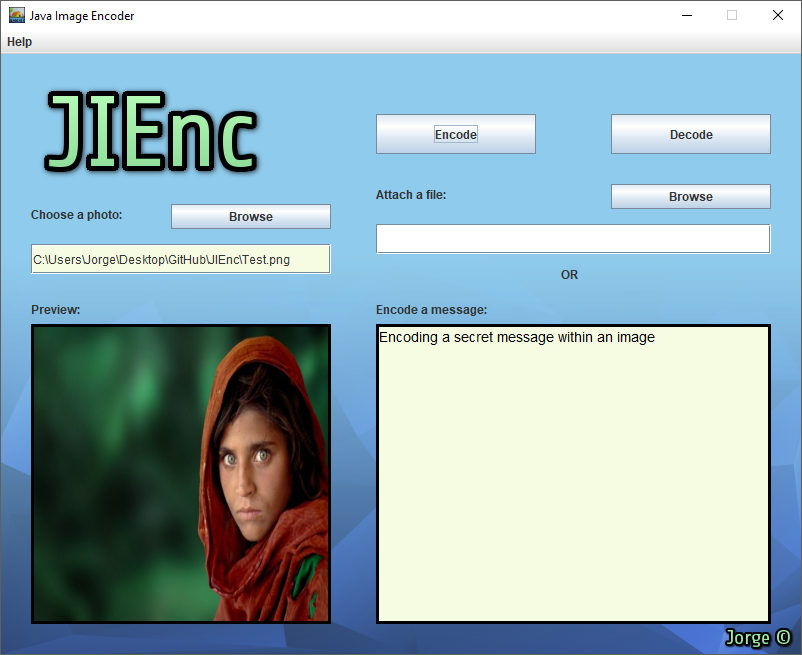 Java Image Encoder
Help
JIEnc
Encode
Decode
Attach a file:
Browse
Choose a photo:
Browse
C:\Users\Jorge\Desktop\GitHub\JIEnc\Test.png
OR
Preview:
Encode a message:
Encoding a secret message within an image
Jorge ©